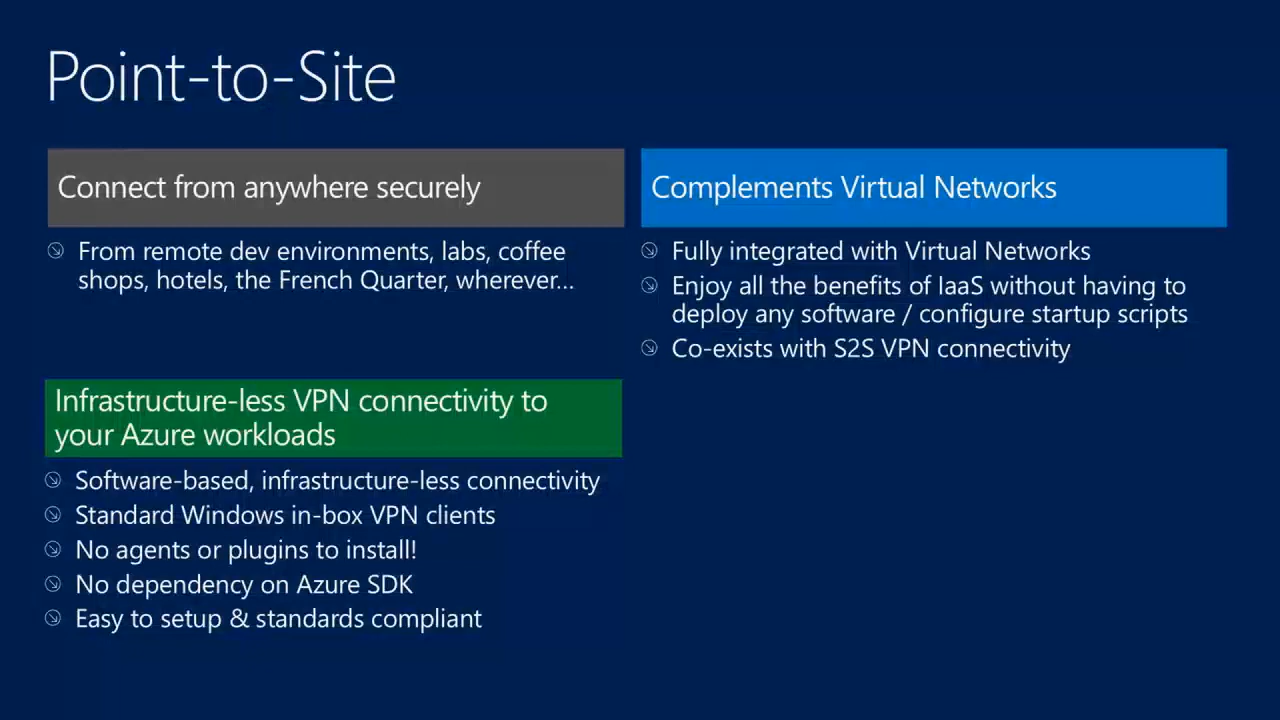 Point-to-Site
Connect from anywhere securely
From remote dev environments, labs, coffee
shops, hotels, the French Quarter, wherever...
Infrastructure-less VPN connectivity to
your Azure workloads
Software-based, infrastructure-less connectivity
Standard Windows in-box VPN clients
No agents or plugins to install!
No dependency on Azure SDK
Easy to setup & standards compliant
Complements Virtual Networks
Fully integrated with Virtual Networks
Enjoy all the benefits of IaaS without having to
deploy any software / configure startup scripts
Co-exists with S2S VPN connectivity